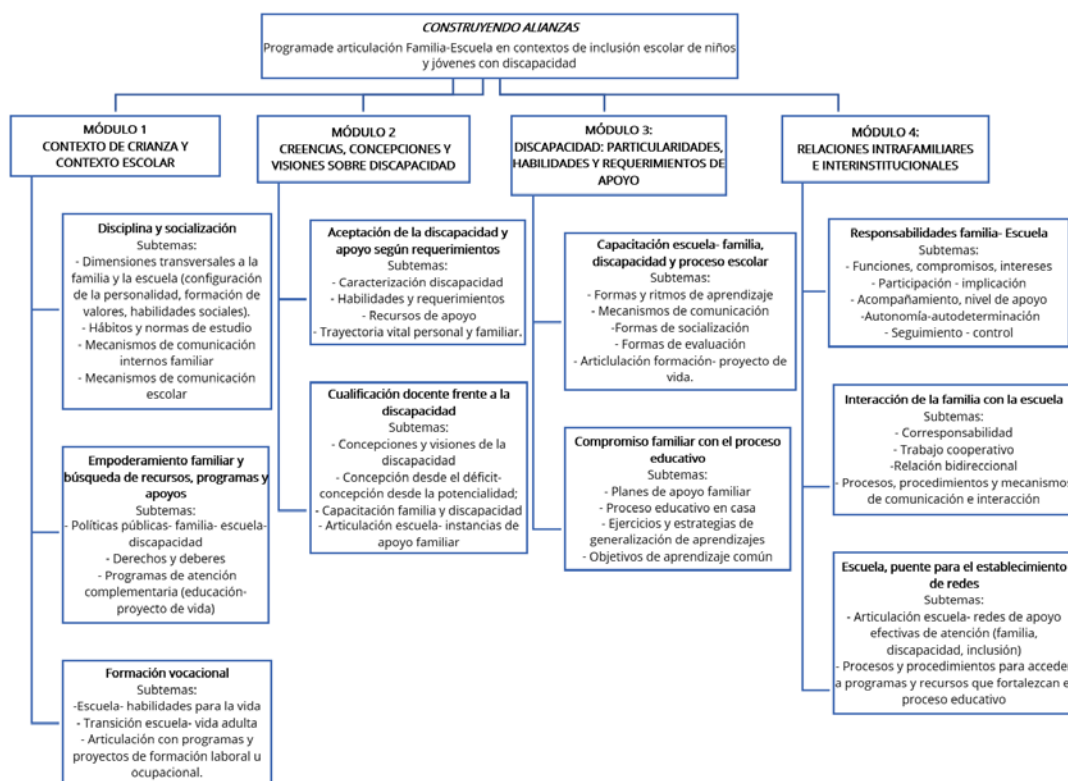 CONSTRUYENDO ALIANZAS
Programade articulación Familia-Escuela en contextos de inclusión escolar de niños
y jóvenes con discapacidad
MÓDULO 1
CONTEXTO DE CRIANZA Y
CONTEXTO ESCOLAR
Disciplina y socialización
Subtemas:
- Dimensiones transversales a la
familia y la escuela (configuración
de la personalidad, formación de
valores, habilidades sociales).
- Hábitos y normas de estudio
- Mecanismos de comunicación
internos familiar
- Mecanismos de comunicación
escolar
Empoderamiento familiar y
búsqueda de recursos, programas y
apoyos
Subtemas:
- Políticas públicas- familia- escuela-
discapacidad
- Derechos y deberes
- Programas de atención
complementaria (educación-
proyecto de vida)
Formación vocacional
Subtemas:
-Escuela- habilidades para la vida
- Transición escuela- vida adulta
- Articulación con programas y
proyectos de formación laboral u
ocupacional.
MÓDULO 2
CREENCIAS, CONCEPCIONES Y
VISIONES SOBRE DISCAPACIDAD
Aceptación de la discapacidad y
apoyo según requerimientos
Subtemas:
- Caracterización discapacidad
- Habilidades y requerimientos
- Recursos de apoyo
- Trayectoria vital personal y familiar.
Cualificación docente frente a la
discapacidad
Subtemas:
- Concepciones y visiones de la
discapacidad
- Concepción desde el déficit-
concepción desde la potencialidad;
- Capacitación familia y discapacidad
- Articulación escuela- instancias de
apoyo familiar
MÓDULO 3:
DISCAPACIDAD: PARTICULARIDADES,
HABILIDADES Y REQUERIMIENTOS DE
APOYO
Capacitación escuela- familia,
discapacidad y proceso escolar
Subtemas:
- Formas y ritmos de aprendizaje
- Mecanismos de comunicación
-Formas de socialización
- Formas de evaluación
- Articlulación formación- proyecto de
vida.
Compromiso familiar con el proceso
educativo
Subtemas:
- Planes de apoyo familiar
- Proceso educativo en casa
- Ejercicios y estrategias de
generalización de aprendizajes
- Objetivos de aprendizaje común
MÓDULO 4:
RELACIONES INTRAFAMILIARES
E INTERINSTITUCIONALES
Responsabilidades familia- Escuela
Subtemas:
- Funciones, compromisos, intereses
- Participación - implicación
- Acompañamiento, nivel de apoyo
-Autonomía-autodeterminación
- Seguimiento - control
Interacción de la familia con la escuela
Subtemas:
- Corresponsabilidad
- Trabajo cooperativo
-Relación bidireccional
- Procesos, procedimientos y mecanismos
de comunicación e interacción
Escuela, puente para el establecimiento
de redes
Subtemas:
- Articulación escuela- redes de apoyo
efectivas de atención (familia,
discapacidad, inclusión)
- Procesos y procedimientos para acceder
a programas y recursos que fortalezcan e
proceso educativo